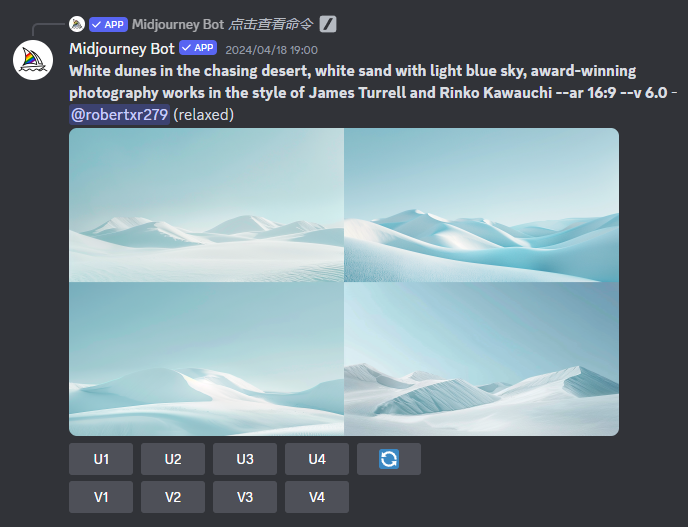 APP Midjourney Bot 点击查看命令
Midjourney Bot APP 2024/04/18 19:00
White dunes in the chasing desert, white sand with light blue sky, award-winning
photography works in the style of James Turrell and Rinko Kawauchi --ar 16:9 --v 6.0 -
@robertxr279 (relaxed)
U1 U2 U3 U4
V1 V2 V3 V4